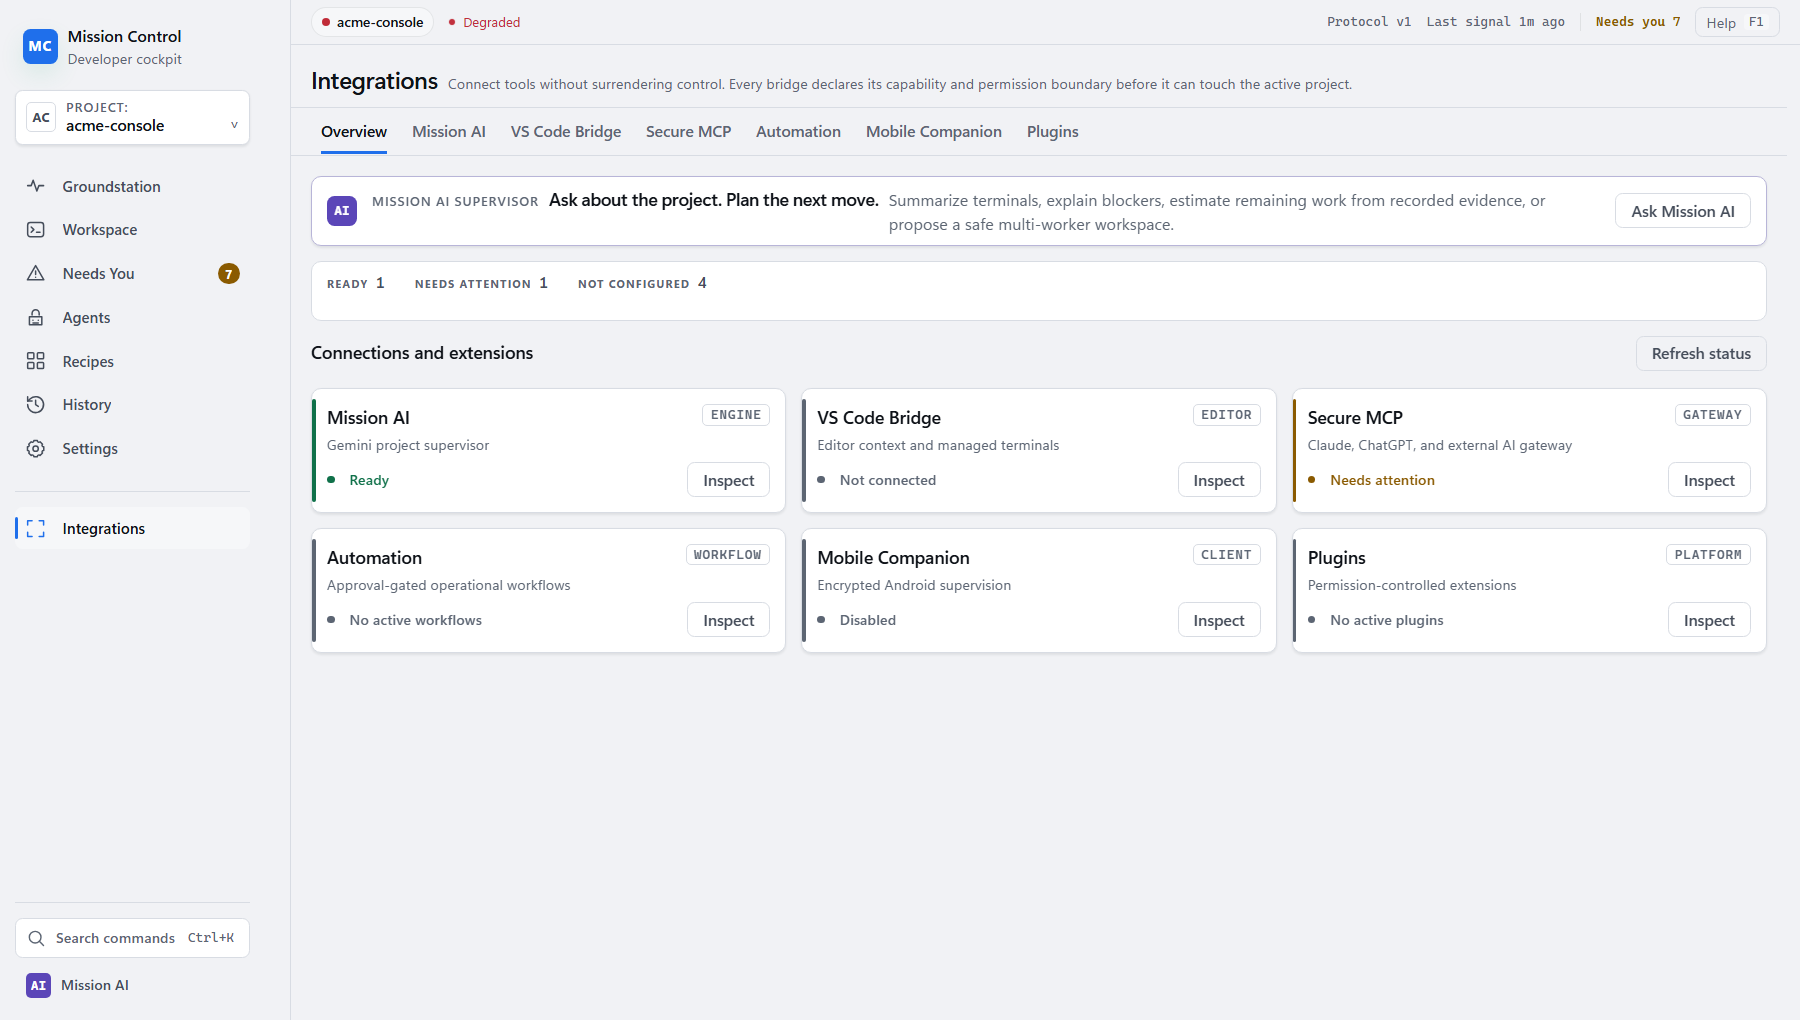 MC
Mission Control
Developer cockpit
AC
PROJECT:
acme-console
v
Groundstation
Workspace
Needs You
7
Agents
Recipes
History
Settings
Integrations
Search commands Ctrl+K
AI
Mission AI
acme-console
Degraded
Protocol v1
Last signal 1m ago
Needs you 7
Help F1
Integrations
Connect tools without surrendering control. Every bridge declares its capability and permission boundary before it can touch the active project.
Overview
Mission AI
VS Code Bridge
Secure MCP
Automation
Mobile Companion
Plugins
AI
MISSION AI SUPERVISOR
Ask about the project. Plan the next move.
Summarize terminals, explain blockers, estimate remaining work from recorded evidence, or
propose a safe multi-worker workspace.
Ask Mission AI
READY 1
NEEDS ATTENTION 1
NOT CONFIGURED 4
Connections and extensions
Refresh status
Mission AI
ENGINE
Gemini project supervisor
Ready
Inspect
VS Code Bridge
EDITOR
Editor context and managed terminals
Not connected
Inspect
Secure MCP
GATEWAY
Claude, ChatGPT, and external AI gateway
Needs attention
Inspect
Automation
WORKFLOW
Approval-gated operational workflows
No active workflows
Inspect
Mobile Companion
CLIENT
Encrypted Android supervision
Disabled
Inspect
Plugins
PLATFORM
Permission-controlled extensions
No active plugins
Inspect